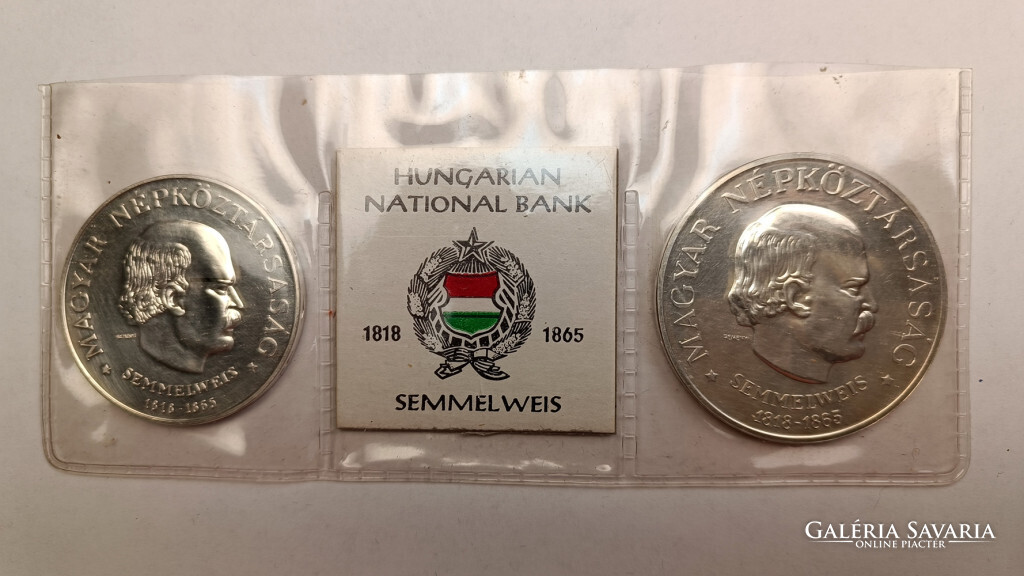 MAGYAR NÉPKÖZTÁRSASÁG
SEMMELWEIS
1818-1865
HUNGARIAN
NATIONAL BANK
1818 1865
SEMMELWEIS
MAGYAR NÉPKÖZTÁRSASÁG
SEMMELWEIS
1818-1865
GALÉRIA SAVARIA
ONLINE PIACTÉR